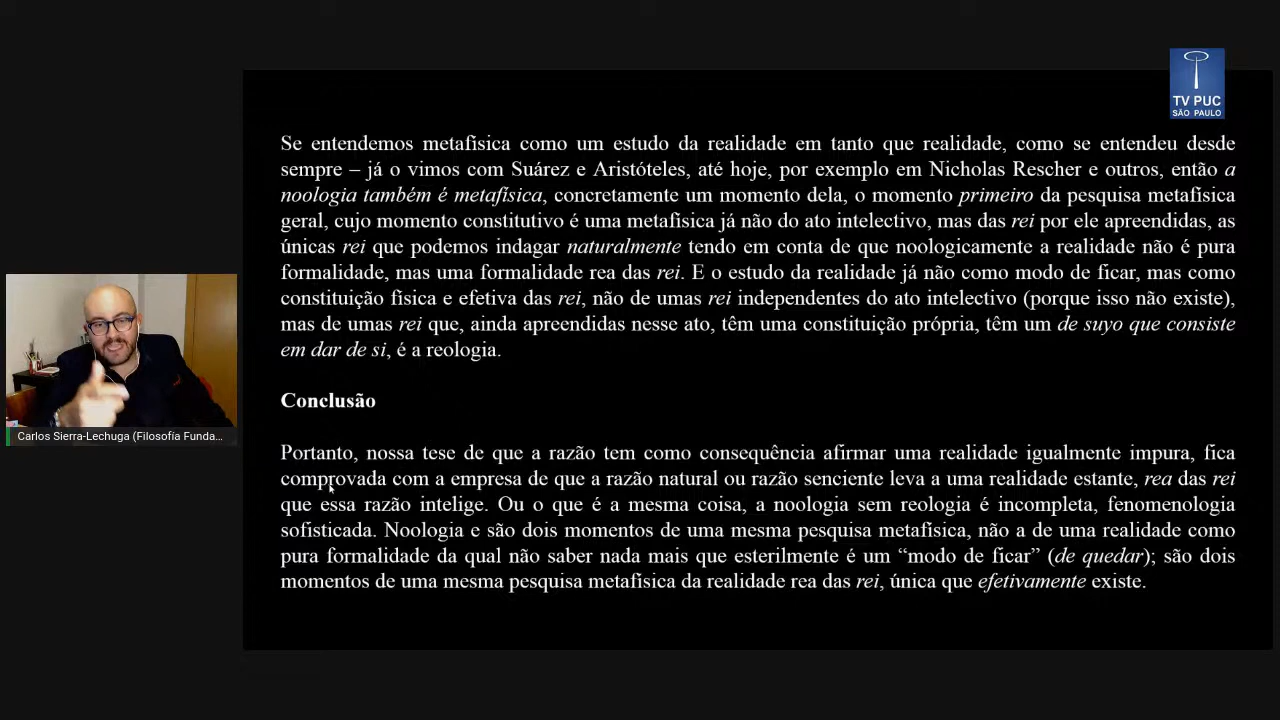 TV PUC
SÃO PAULO
Se entendemos metafísica como um estudo da realidade em tanto que realidade, como se entendeu desde
sempre – já o vimos com Suárez e Aristóteles, até hoje, por exemplo em Nicholas Rescher e outros, então a
noologia também é metafísica, concretamente um momento dela, o momento primeiro da pesquisa metafísica
geral, cujo momento constitutivo é uma metafísica já não do ato intelectivo, mas das rei por ele apreendidas, as
únicas rei que podemos indagar naturalmente tendo em conta de que noologicamente a realidade não é pura
formalidade, mas uma formalidade rea das rei. E o estudo da realidade já não como modo de ficar, mas como
constituição física e efetiva das rei, não de umas rei independentes do ato intelectivo (porque isso não existe),
mas de umas rei que, ainda apreendidas nesse ato, têm uma constituição própria, têm um de suyo que consiste
em dar de si, é a reologia.
Conclusão
Portanto, nossa tese de que a razão tem como consequência afirmar uma realidade igualmente impura, fica
comprovada com a empresa de que a razão natural ou razão senciente leva a uma realidade estante, rea das rei
que essa razão intelige. Ou o que é a mesma coisa, a noologia sem reologia é incompleta, fenomenologia
sofisticada. Noologia e são dois momentos de uma mesma pesquisa metafísica, não a de uma realidade como
pura formalidade da qual não saber nada mais que esterilmente é um “modo de ficar” (de quedar); são dois
momentos de uma mesma pesquisa metafísica da realidade rea das rei, única que efetivamente existe.
Carlos Sierra-Lechuga (Filosofía Funda...